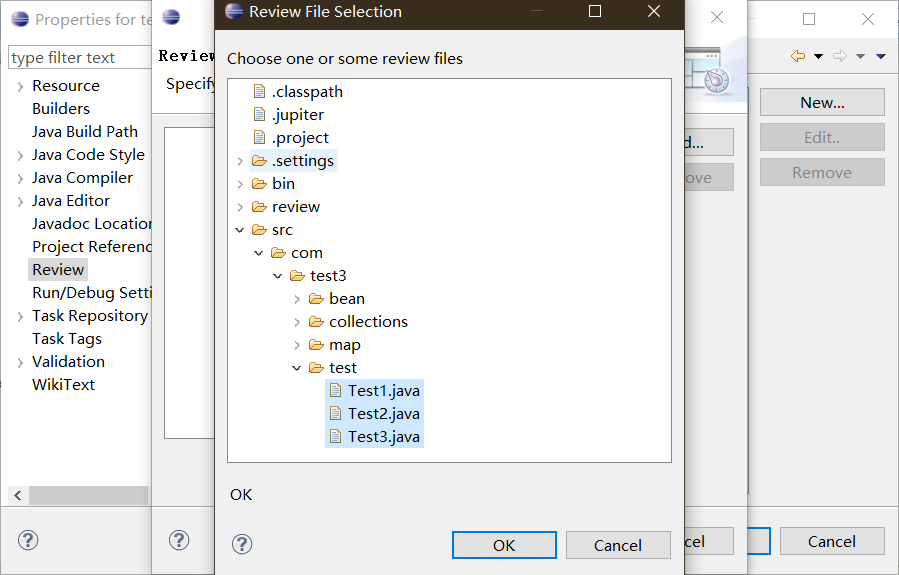 Properties for te
type filter text
Resource
Builders
Java Build Path
Java Code Style
Java Compiler
Java Editor
Javadoc Location
Project Referenc
Review
Run/Debug Setti
Task Repository
Task Tags
Validation
WikiText
Review
Specify
Review File Selection
Choose one or some review files
.classpath
.jupiter
.project
.settings
bin
review
src
com
test3
bean
collections
map
test
Test1.java
Test2.java
Test3.java
OK
OK
Cancel
d...
ove
cel
New...
Edit..
Remove
Cancel